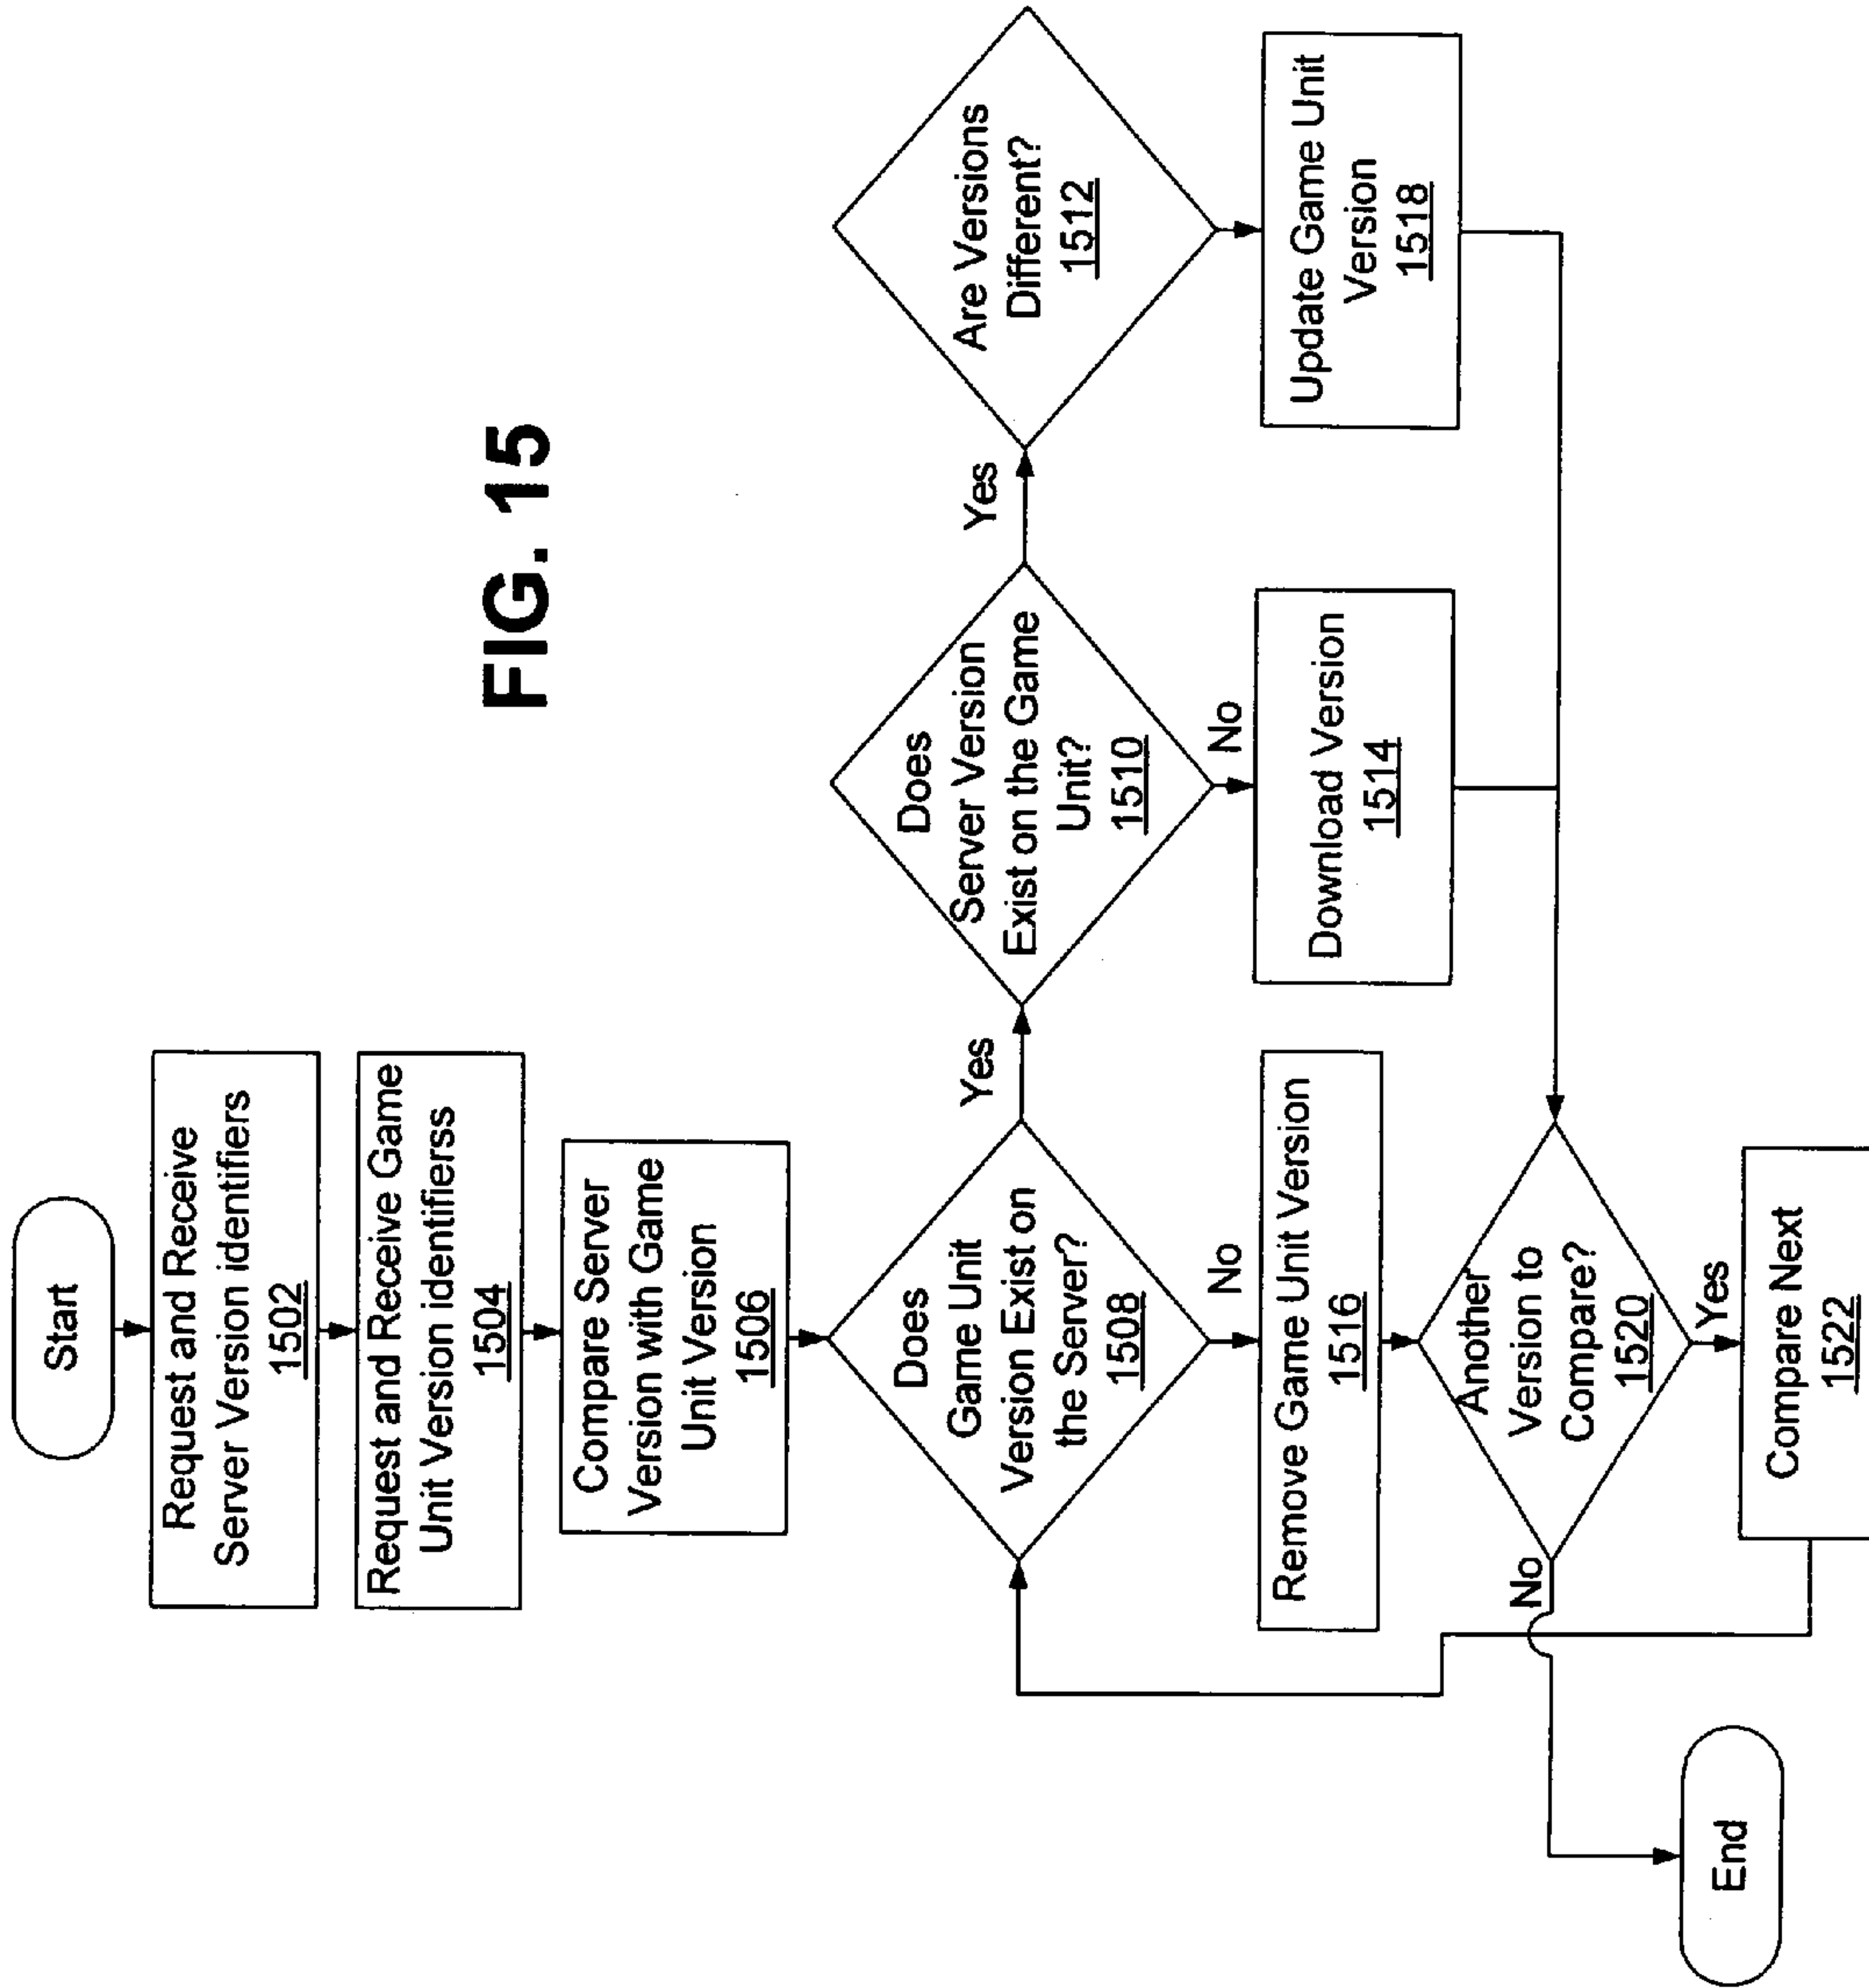 FIG. 15
Start
Request and Receive
Server Version identifiers
1502
Request and Receive Game
Unit Version identifierss
1504
Compare Server
Version with Game
Unit Version
1506
Does
Game Unit
Version Exist on
the Server?
1508
Yes
No
Does
Server Version
Exist on the Game
Unit?
1510
Yes
No
Are Versions
Different?
1512
Remove Game Unit Version
1516
Download Version
1514
Update Game Unit
Version
1518
Another
Version to
Compare?
1520
No
Yes
Compare Next
1522
End